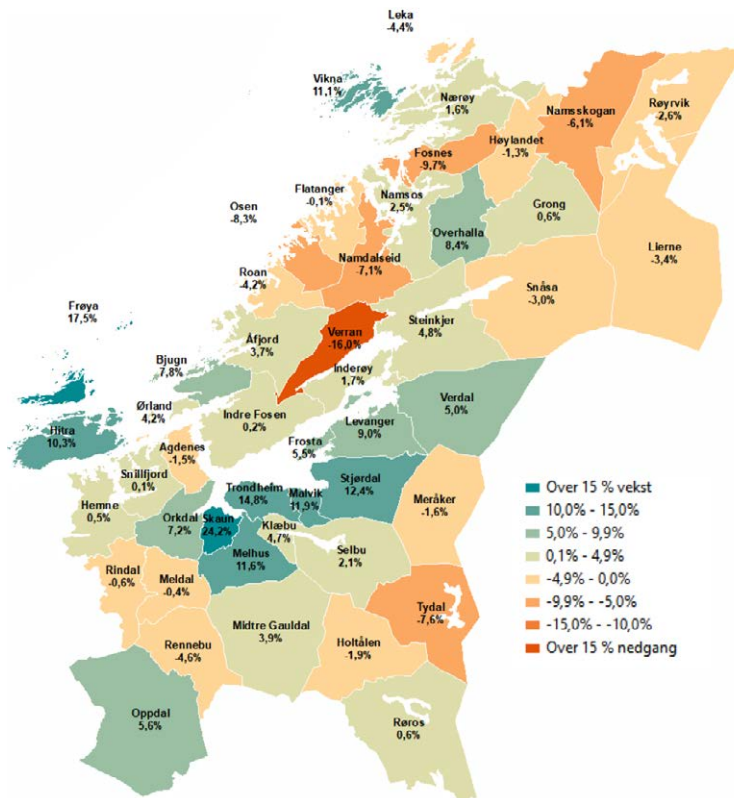 Leka
-4,4%
Vikna
11,1%
Nærøy
1,6%
Namsskogan
-6,1%
Røyrvik
-2,6%
Høylandet
-1,3%
Fosnes
-9,7%
Flatanger
-0,1%
Namsos
2,5%
Grong
0,6%
Osen
-8,3%
Overhalla
8,4%
Lierne
-3,4%
Namdalseid
-7,1%
Roan
-4,2%
Snåsa
-3,0%
Frøya
17,5%
Steinkjer
4,8%
Verran
-16,0%
Åfjord
3,7%
Bjugn
7,8%
Inderøy
1,7%
Verdal
5,0%
Ørland
4,2%
Indre Fosen
0,2%
Levanger
9,0%
Hitra
10,3%
Frosta
5,5%
Agdenes
-1,5%
Snillfjord
0,1%
Trondheim
14,8%
Malvik
11,9%
Stjørdal
12,4%
Meråker
-1,6%
Hemne
0,5%
Orkdal
7,2%
Skaun
24,2%
Klæbu
4,7%
Melhus
11,6%
Selbu
2,1%
Rindal
-0,6%
Meldal
-0,4%
Tydal
-7,6%
Midtre Gauldal
3,9%
Holtålen
-1,9%
Rennebu
-4,6%
Oppdal
5,6%
Røros
0,6%
Over 15 % vekst
10,0% - 15,0%
5,0% - 9,9%
0,1% - 4,9%
-4,9% - 0,0%
-9,9% - -5,0%
-15,0% - -10,0%
Over 15 % nedgang